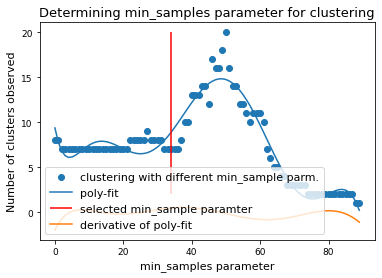 Determining min_samples parameter for clustering
20
15
10
5
0
Number of clusters observed
clustering with different min_sample parm.
poly-fit
selected min_sample paramter
derivative of poly-fit
0 20 40 60 80
min_samples parameter